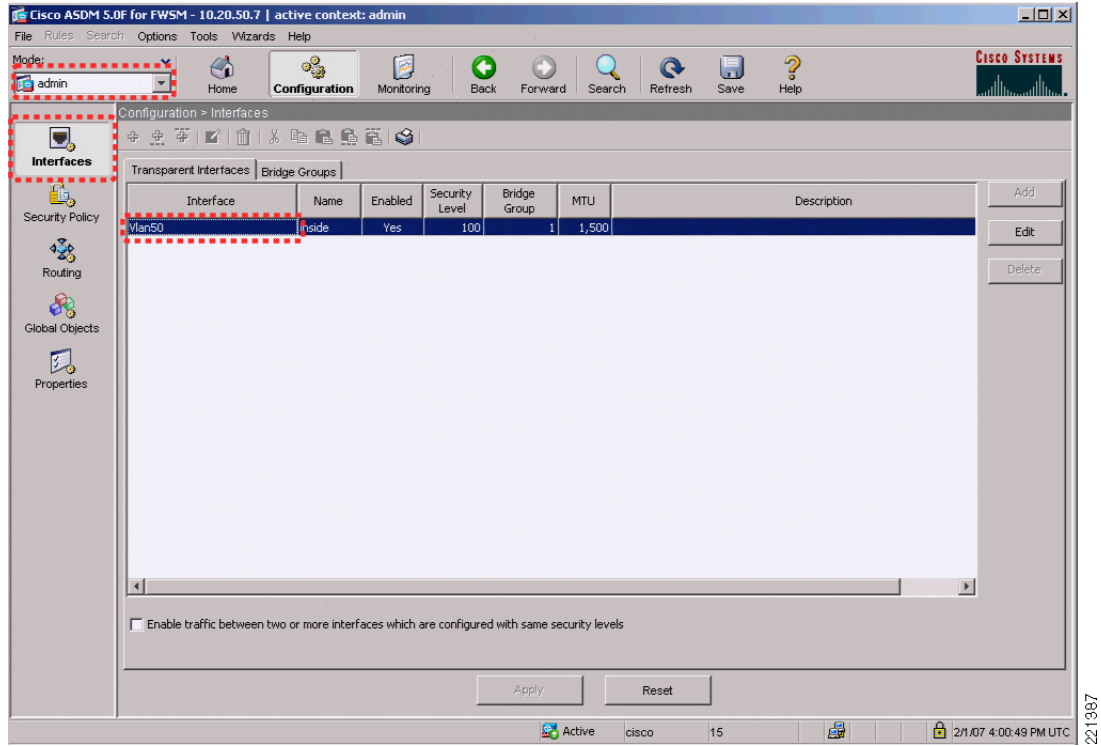 Cisco ASDM 5.0F for FWSM - 10.20.50.7 | active context: admin
File Rules Search Options Tools Wizards Help
Mode:
admin
Home
Configuration
Monitoring
Back
Forward
Search
Refresh
Save
Help
CISCO SYSTEMS
Configuration > Interfaces
Interfaces
Security Policy
Routing
Global Objects
Properties
Transparent Interfaces
Bridge Groups
Interface Name Enabled Security Level Bridge Group MTU Description
Vlan50 inside Yes 100 1 1,500
Add
Edit
Delete
Enable traffic between two or more interfaces which are configured with same security levels
Apply
Reset
Active cisco 15 2/1/07 4:00:49 PM UTC
221387